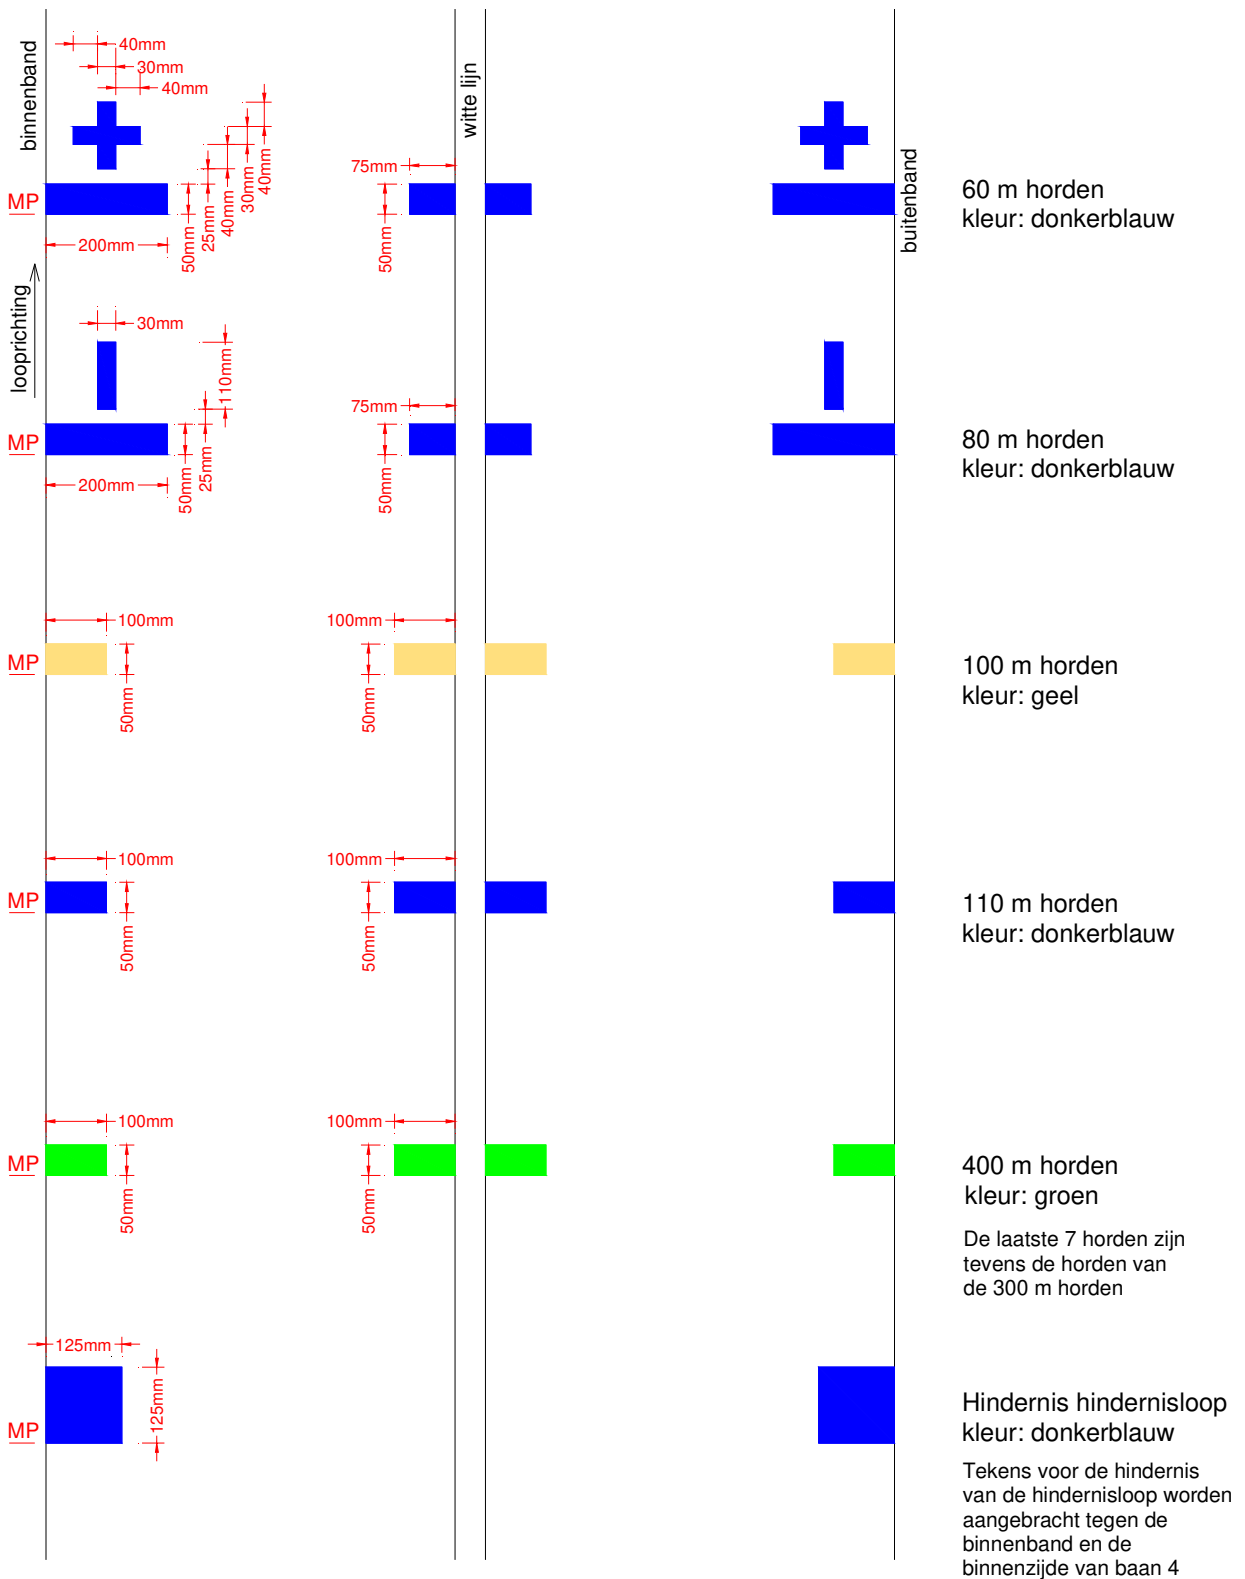 binnenband
40mm
30mm
40mm
witte lijn
40mm
30mm
40mm
25mm
50mm
200mm
MP
75mm
50mm
buitenband
60 m horden
kleur: donkerblauw
looprichting
30mm
110mm
25mm
50mm
200mm
MP
75mm
50mm
80 m horden
kleur: donkerblauw
100mm
50mm
MP
100mm
50mm
100 m horden
kleur: geel
100mm
50mm
MP
100mm
50mm
110 m horden
kleur: donkerblauw
100mm
50mm
MP
100mm
50mm
400 m horden
kleur: groen
De laatste 7 horden zijn
tevens de horden van
de 300 m horden
125mm
125mm
MP
Hindernis hindernisloop
kleur: donkerblauw
Tekens voor de hindernis
van de hindernisloop worden
aangebracht tegen de
binnenband en de
binnenzijde van baan 4